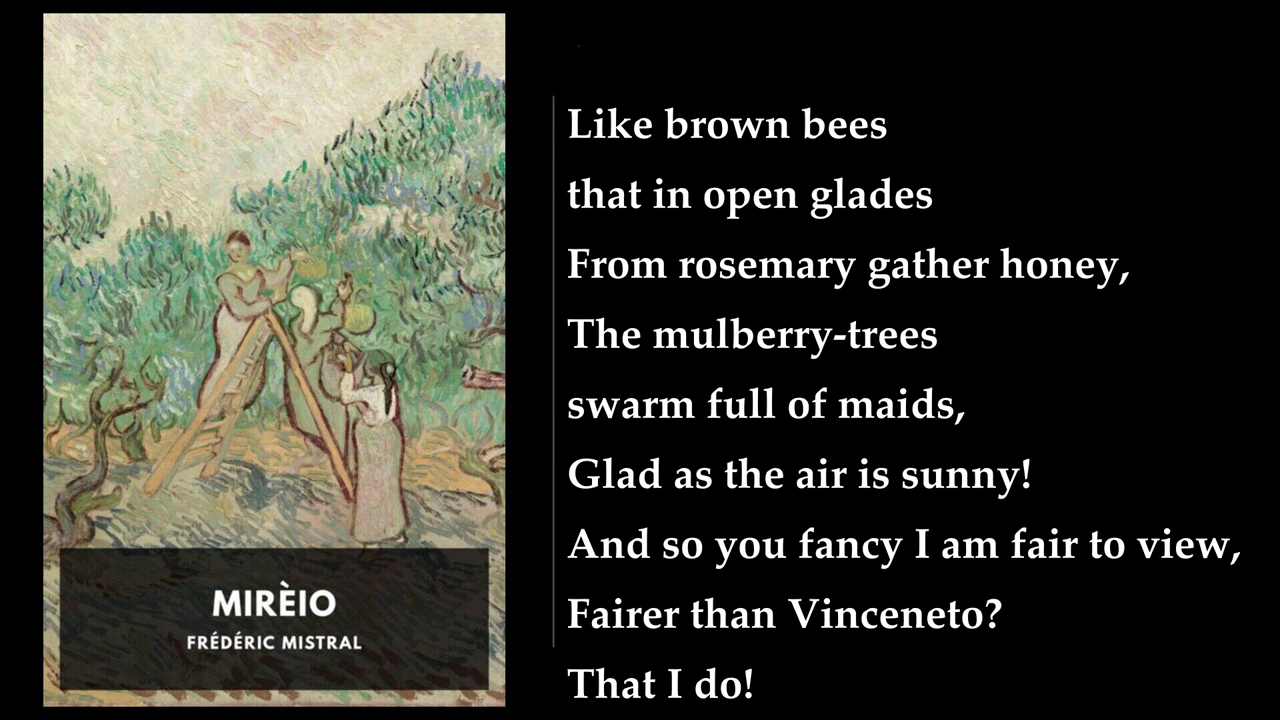 MIRÈIO
FRÉDÉRIC MISTRAL
Like brown bees
that in open glades
From rosemary gather honey,
The mulberry-trees
swarm full of maids,
Glad as the air is sunny!
And so you fancy I am fair to view,
Fairer than Vinceneto?
That I do!